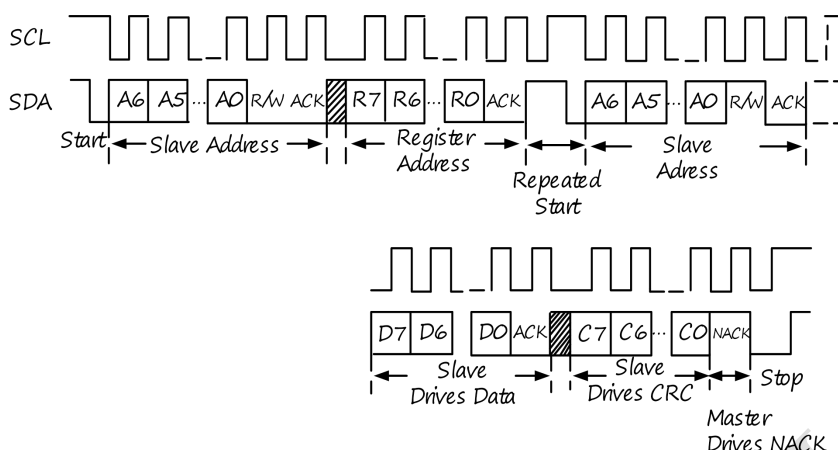 SCL
SDA A6 A5 ... A0 R/W ACK R7 R6 ... R0 ACK A6 A5 ... A0 R/W ACK
Start Slave Address Register Address Repeated Start Slave Adress
D7 D6 D0 ACK C7 C6 ... C0 NACK
Slave Drives Data Slave Drives CRC Stop
Master Drives NACK